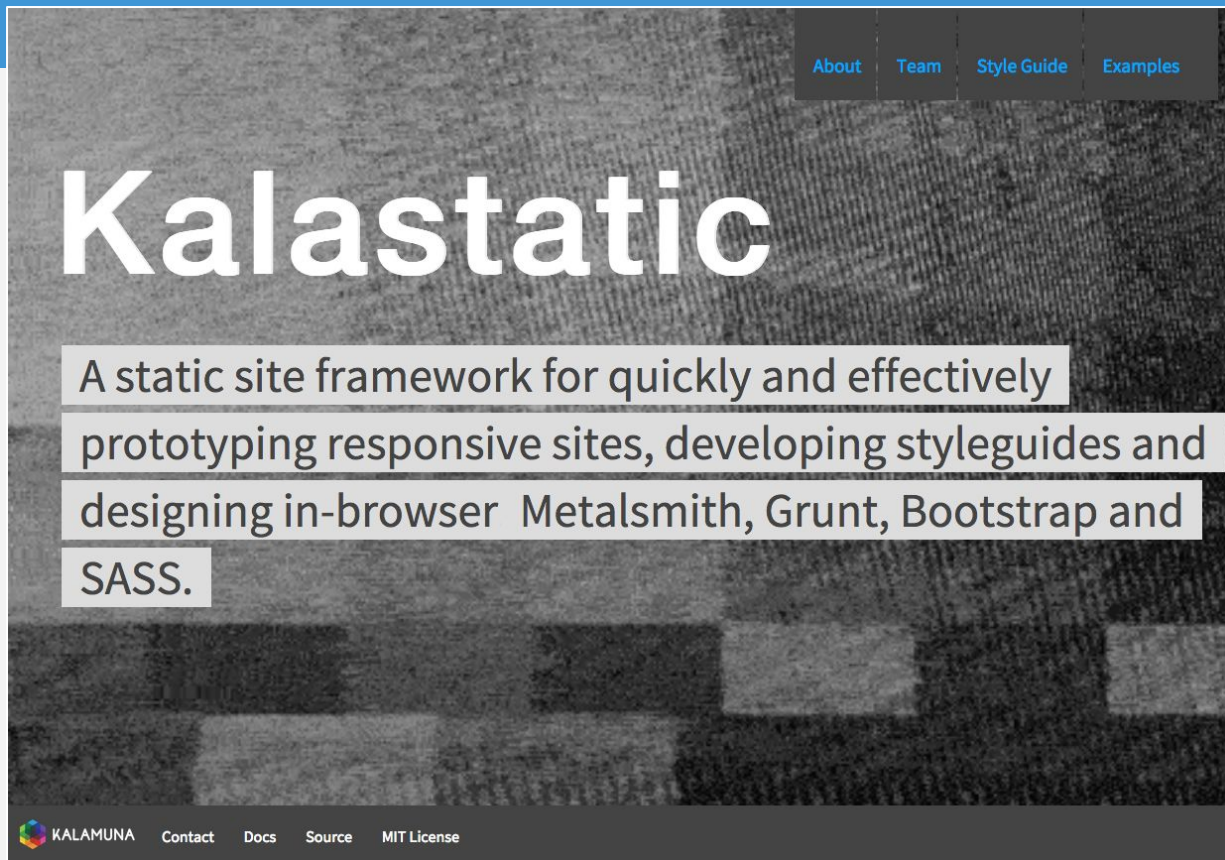 About Team Style Guide Examples
Kalastatic
A static site framework for quickly and effectively
prototyping responsive sites, developing styleguides and
designing in-browser  Metalsmith, Grunt, Bootstrap and
SASS.
KALAMUNA Contact Docs Source MIT License